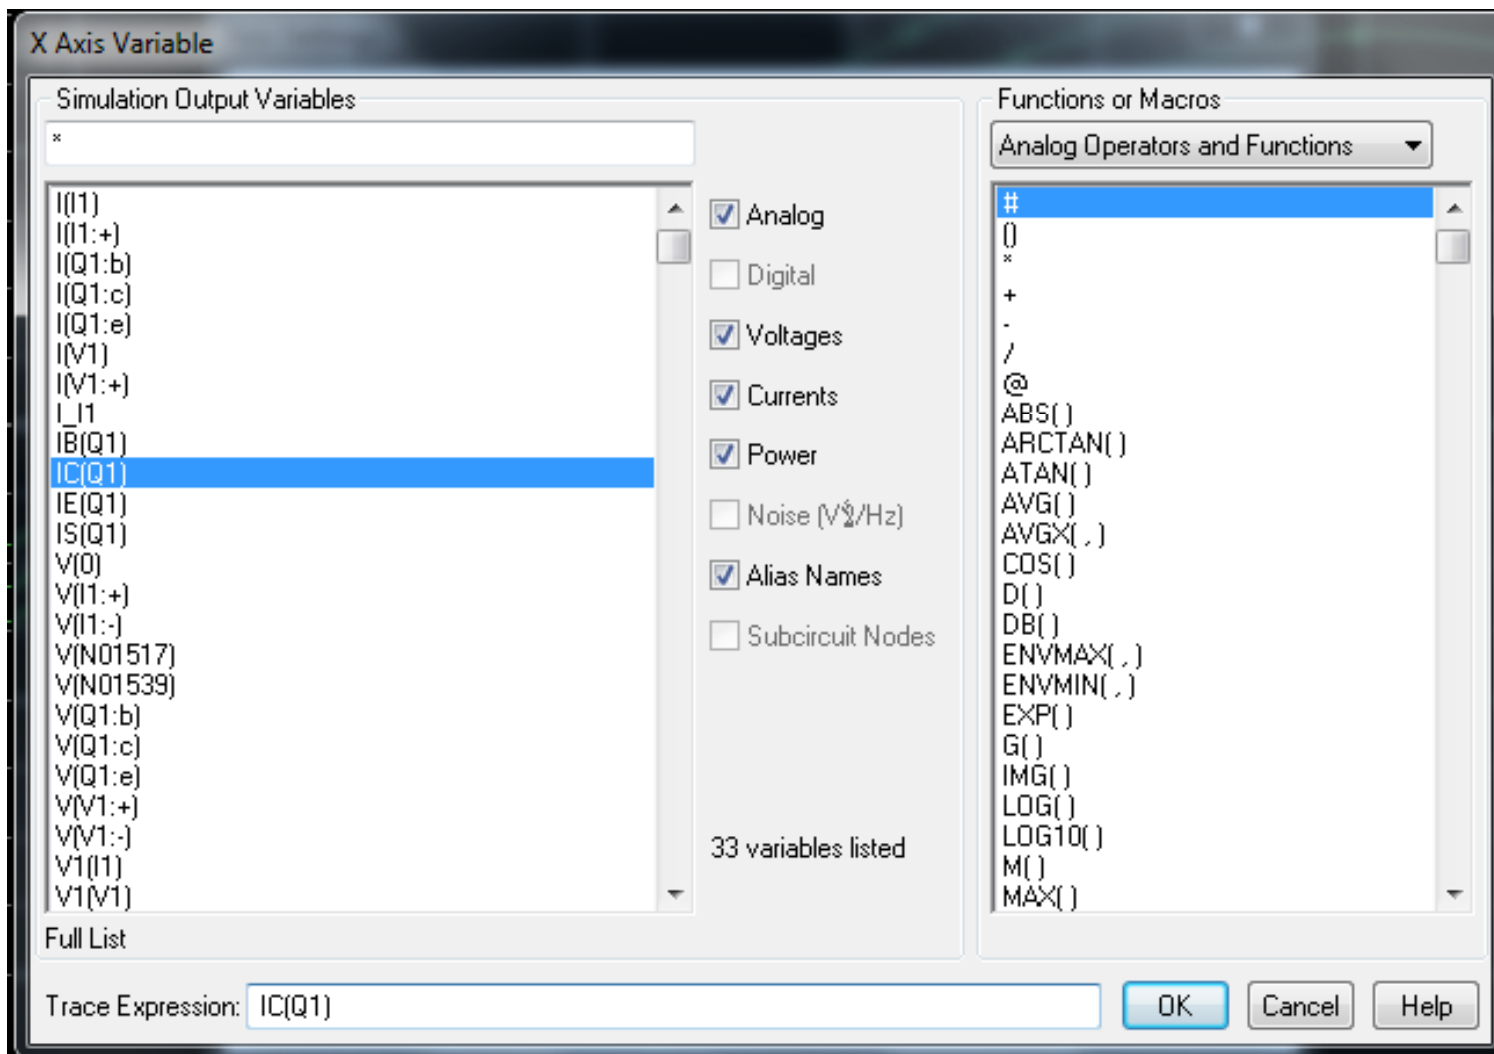 X Axis Variable
Simulation Output Variables
*
I(I1)
I(I1:+)
I(Q1:b)
I(Q1:c)
I(Q1:e)
I(V1)
I(V1:+)
I_I1
IB(Q1)
IC(Q1)
IE(Q1)
IS(Q1)
V(0)
V(I1:+)
V(I1:-)
V(N01517)
V(N01539)
V(Q1:b)
V(Q1:c)
V(Q1:e)
V(V1:+)
V(V1:-)
V1(I1)
V1(V1)
Full List
Analog
Digital
Voltages
Currents
Power
Noise (V²/Hz)
Alias Names
Subcircuit Nodes
33 variables listed
Functions or Macros
Analog Operators and Functions
#
()
*
+
-
/
@
ABS( )
ARCTAN( )
ATAN( )
AVG( )
AVGX( , )
COS( )
D( )
DB( )
ENVMAX( , )
ENVMIN( , )
EXP( )
G( )
IMG( )
LOG( )
LOG10( )
M( )
MAX( )
Trace Expression: IC(Q1)
OK
Cancel
Help